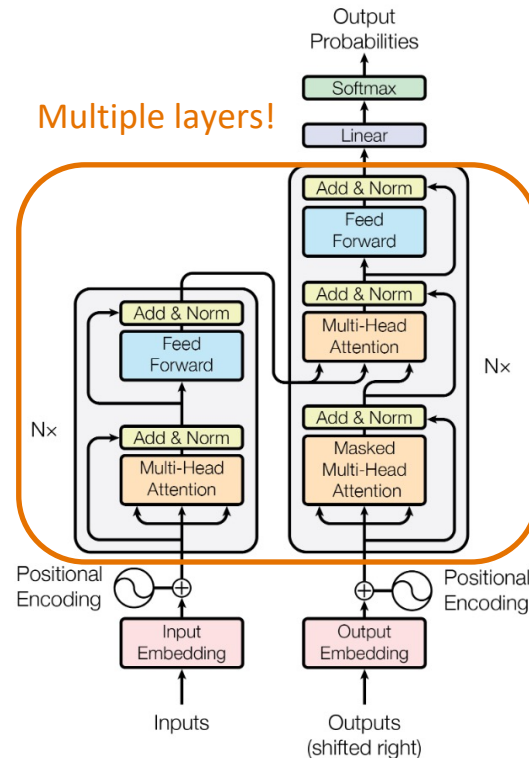 Output
Probabilities
Softmax
Multiple layers!
Linear
Add & Norm
Feed
Forward
Add & Norm
Multi-Head
Attention
Add & Norm
Masked
Multi-Head
Attention
N×
Add & Norm
Feed
Forward
Add & Norm
Multi-Head
Attention
N×
Positional
Encoding
Positional
Encoding
Input
Embedding
Output
Embedding
Inputs
Outputs
(shifted right)